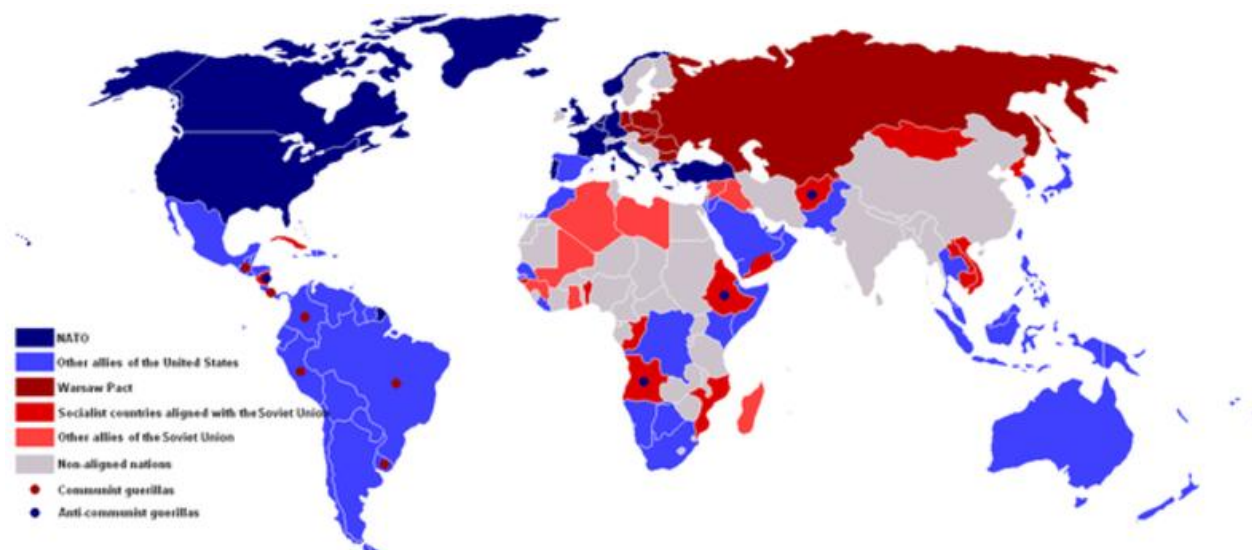 NATO
Other allies of the United States
Warsaw Pact
Socialist countries aligned with the Soviet Union
Other allies of the Soviet Union
Non-aligned nations
Communist guerillas
Anti-communist guerillas